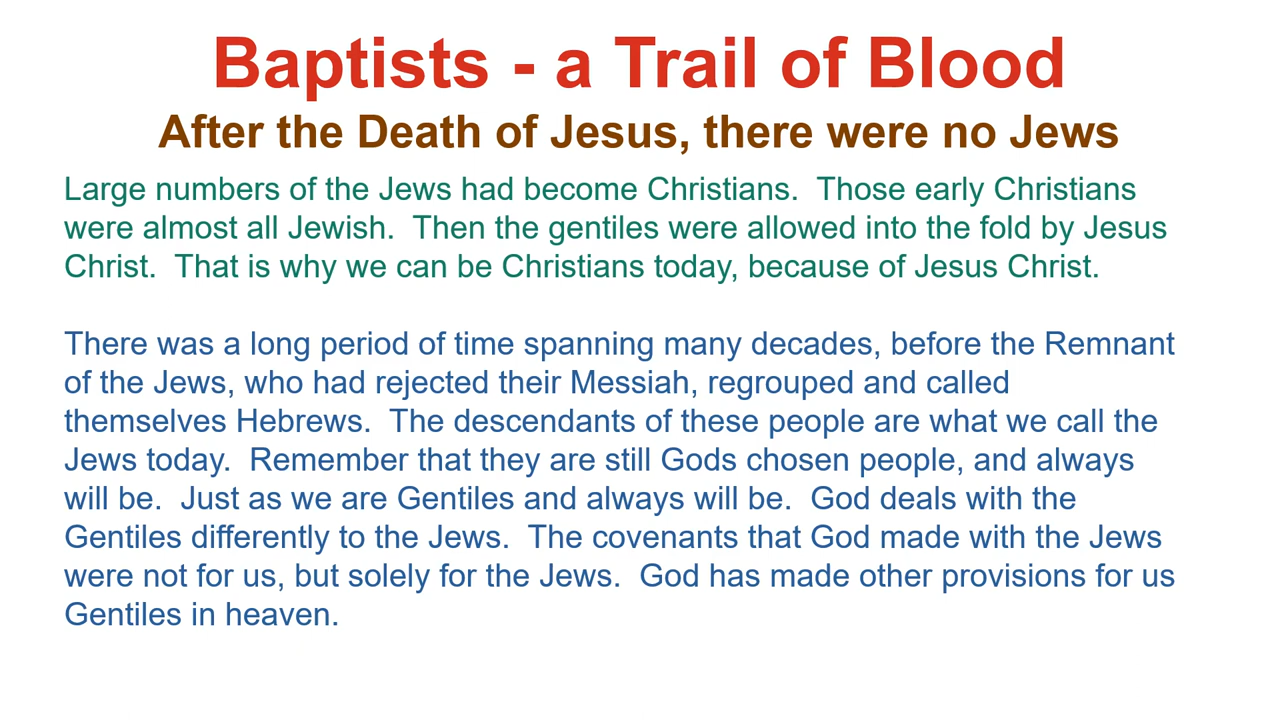 Baptists - a Trail of Blood
After the Death of Jesus, there were no Jews
Large numbers of the Jews had become Christians.  Those early Christians
were almost all Jewish.  Then the gentiles were allowed into the fold by Jesus
Christ.  That is why we can be Christians today, because of Jesus Christ.
There was a long period of time spanning many decades, before the Remnant
of the Jews, who had rejected their Messiah, regrouped and called
themselves Hebrews.  The descendants of these people are what we call the
Jews today.  Remember that they are still Gods chosen people, and always
will be.  Just as we are Gentiles and always will be.  God deals with the
Gentiles differently to the Jews.  The covenants that God made with the Jews
were not for us, but solely for the Jews.  God has made other provisions for us
Gentiles in heaven.